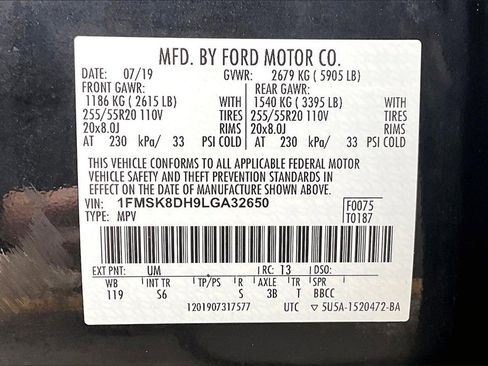 MFD. BY FORD MOTOR CO.
DATE: 07/19 GVWR: 2679 KG ( 5905 LB)
FRONT GAWR: REAR GAWR:
1186 KG ( 2615 LB) WITH 1540 KG ( 3395 LB) WITH
255/55R20 110V TIRES 255/55R20 110V TIRES
20x8.0J RIMS 20x8.0J RIMS
AT 230 kPa/ 33 PSI COLD AT 230 kPa/ 33 PSI COLD
THIS VEHICLE CONFORMS TO ALL APPLICABLE FEDERAL MOTOR
VEHICLE SAFETY AND THEFT PREVENTION STANDARDS IN
EFFECT ON THE DATE OF MANUFACTURE SHOWN ABOVE.
VIN: 1FMSK8DH9LGA32650 F0075
TYPE: MPV T0187
EXT PNT: UM RC: 13 DSO:
WB INT TR TP/PS R AXLE TR SPR
119 S6 S 3B T BBCC
1201907317577 UTC ▽ 5U5A-1520472-BA